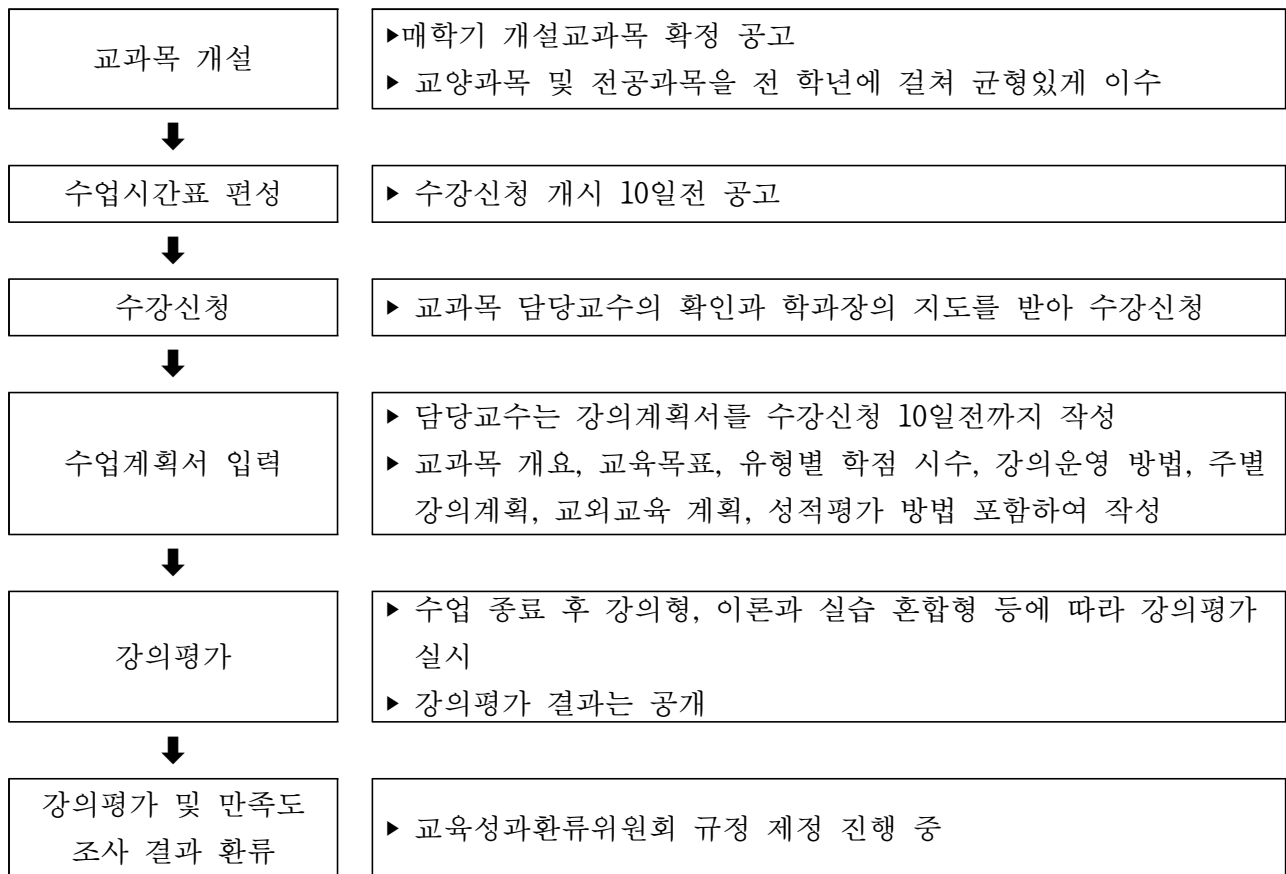 교과목 개설
▶매학기 개설교과목 확정 공고
▶ 교양과목 및 전공과목을 전 학년에 걸쳐 균형있게 이수
수업시간표 편성
▶ 수강신청 개시 10일전 공고
수강신청
▶ 교과목 담당교수의 확인과 학과장의 지도를 받아 수강신청
수업계획서 입력
▶ 담당교수는 강의계획서를 수강신청 10일전까지 작성
▶ 교과목 개요, 교육목표, 유형별 학점 시수, 강의운영 방법, 주별
강의계획, 교외교육 계획, 성적평가 방법 포함하여 작성
강의평가
▶ 수업 종료 후 강의형, 이론과 실습 혼합형 등에 따라 강의평가
실시
▶ 강의평가 결과는 공개
강의평가 및 만족도
조사 결과 환류
▶ 교육성과환류위원회 규정 제정 진행 중